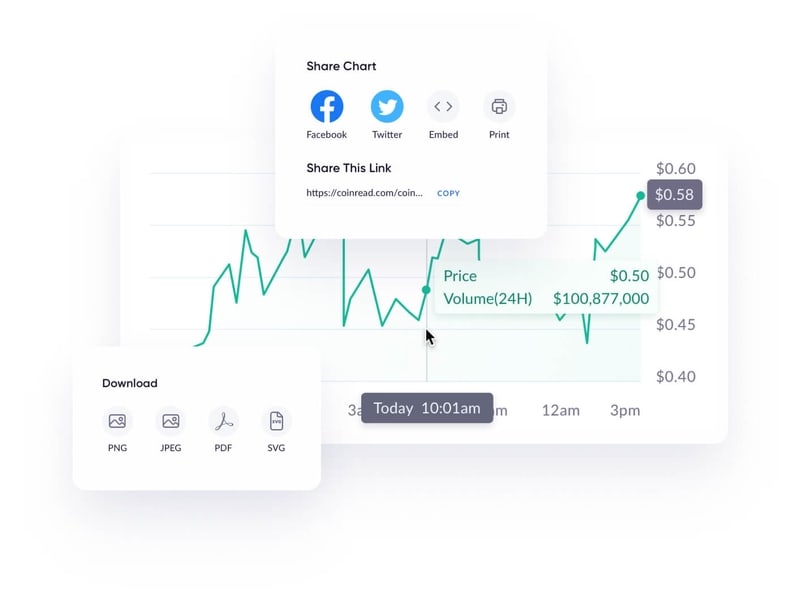 Share Chart
Facebook Twitter Embed Print
Share This Link
https://coinread.com/coin... COPY
$0.60
$0.58
$0.55
Price $0.50
Volume(24H) $100,877,000
$0.50
$0.45
$0.40
Today 10:01am
12am 3pm
Download
SVG
PNG JPEG PDF SVG